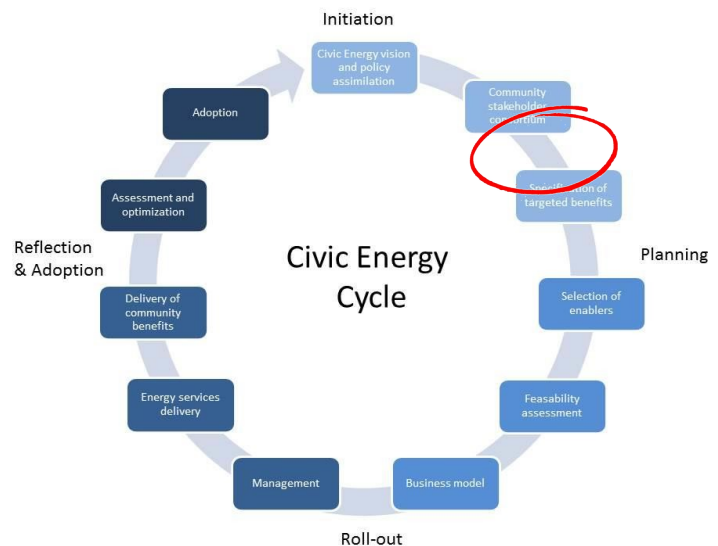 Initiation
Civic Energy vision
and policy
assimilation
Community
stakeholder
consortium
Specification of
targeted benefits
Planning
Selection of
enablers
Feasability
assessment
Business model
Roll-out
Management
Energy services
delivery
Delivery of
community
benefits
Reflection
& Adoption
Assessment and
optimization
Adoption
Civic Energy
Cycle